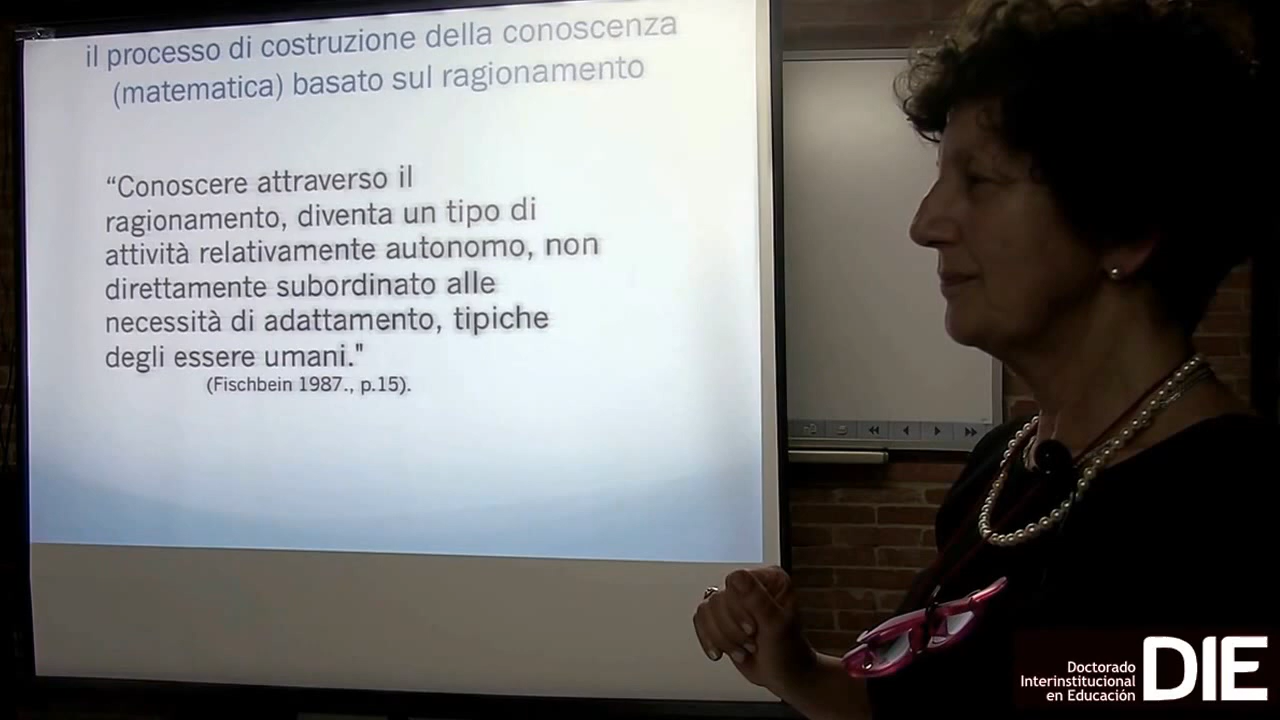 il processo di costruzione della conoscenza
(matematica) basato sul ragionamento
“Conoscere attraverso il
ragionamento, diventa un tipo di
attività relativamente autonomo, non
direttamente subordinato alle
necessità di adattamento, tipiche
degli essere umani."
(Fischbein 1987., p.15).
Doctorado
Interinstitucional
en Educación
DIE